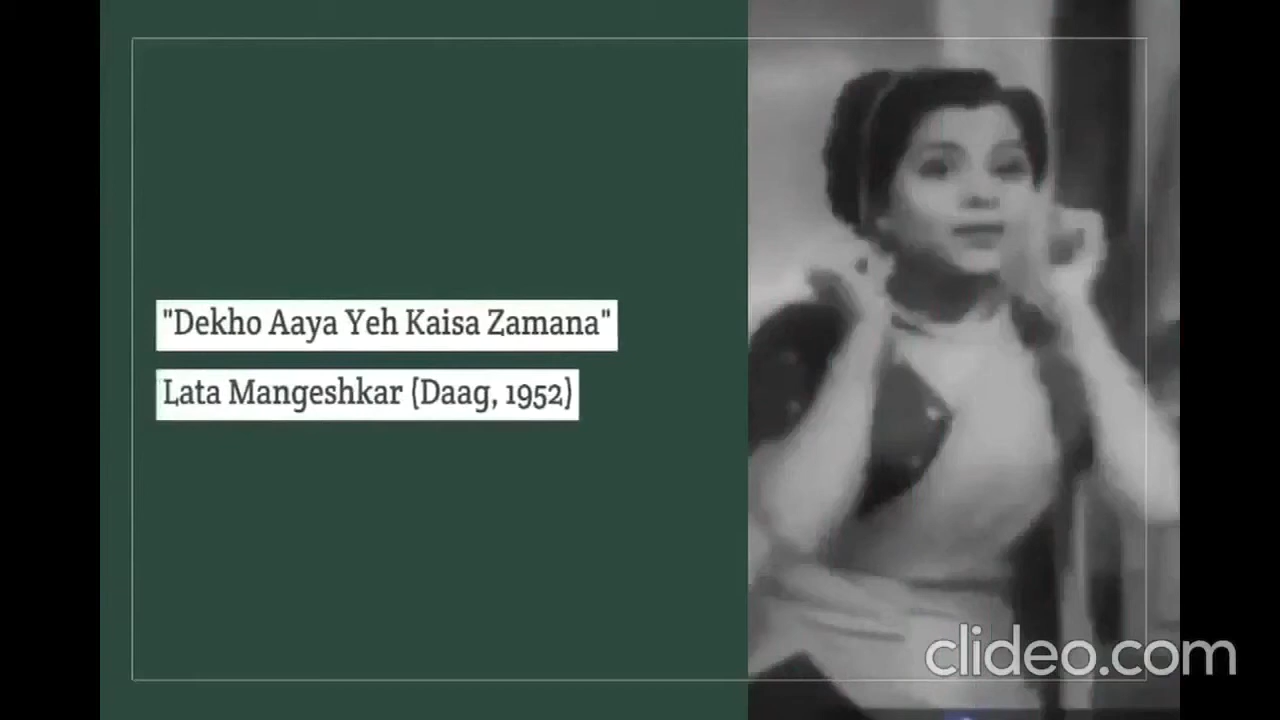 "Dekho Aaya Yeh Kaisa Zamana"
Lata Mangeshkar (Daag, 1952)
clideo.com